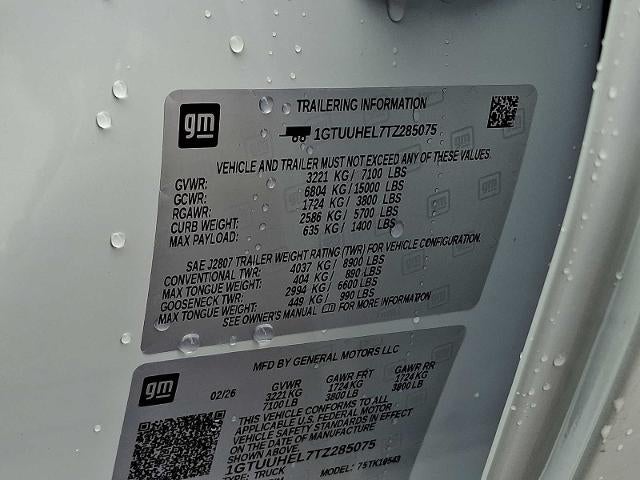 gm
TRAILERING INFORMATION
1GTUUHEL7TZ285075
VEHICLE AND TRAILER MUST NOT EXCEED ANY OF THESE VALUES.
GVWR: 3221 KG/ 7100 LBS
GCWR: 6804 KG/ 15000 LBS
RGAWR: 1724 KG/ 3800 LBS
CURB WEIGHT: 2586 KG/ 5700 LBS
MAX PAYLOAD: 635 KG/ 1400 LBS
SAE J2807 TRAILER WEIGHT RATING (TWR) FOR VEHICLE CONFIGURATION.
CONVENTIONAL TWR: 4037 KG/ 8900 LBS
MAX TONGUE WEIGHT: 404 KG/ 890 LBS
GOOSENECK TWR: 2994 KG/ 6600 LBS
MAX TONGUE WEIGHT: 449 KG/ 990 LBS
SEE OWNER'S MANUAL FOR MORE INFORMATION
gm
MFD BY GENERAL MOTORS LLC
02/26 GVWR GAWR FRT GAWR RR
3221 KG 1724 KG 1724 KG
7100 LB 3800 LB 3800 LB
THIS VEHICLE CONFORMS TO ALL
APPLICABLE U.S. FEDERAL MOTOR
VEHICLE SAFETY STANDARDS IN EFFECT
ON THE DATE OF MANUFACTURE
1GTUUHEL7TZ285075
TYPE: TRUCK MODEL: 75TK10543